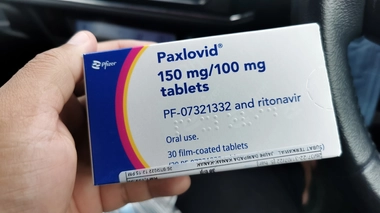 Pfizer
Paxlovid®
150 mg/100 mg
tablets
PF-07321332 and ritonavir
Oral use.
30 film-coated tablets